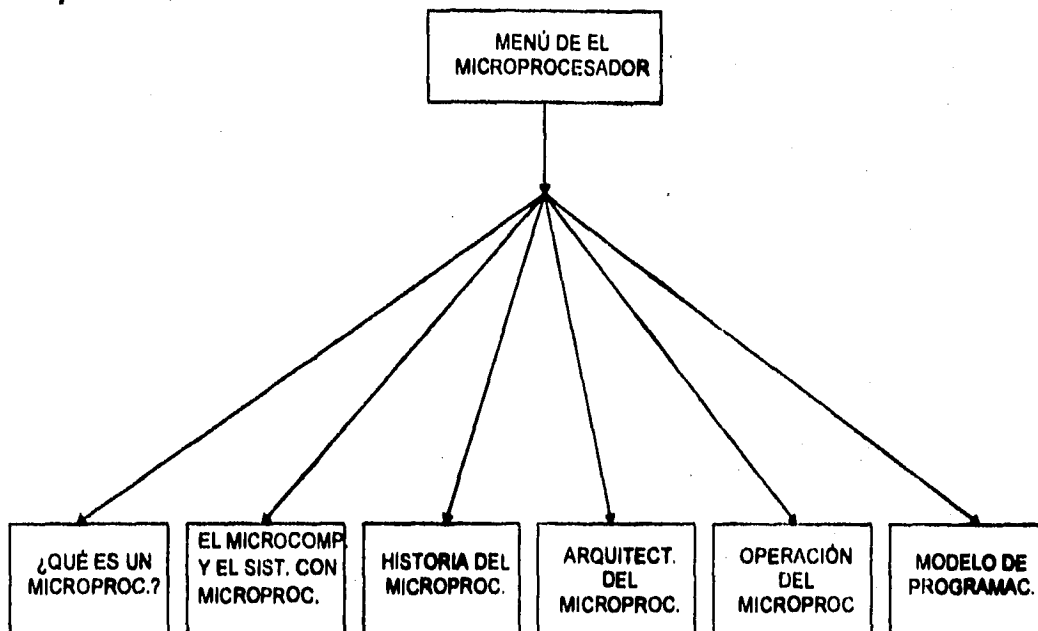 MENÚ DE EL
MICROPROCESADOR
¿QUÉ ES UN
MICROPROC.?
EL MICROCOMP.
Y EL SIST. CON
MICROPROC.
HISTORIA DEL
MICROPROC.
ARQUITECT.
DEL
MICROPROC.
OPERACIÓN
DEL
MICROPROC
MODELO DE
PROGRAMAC.